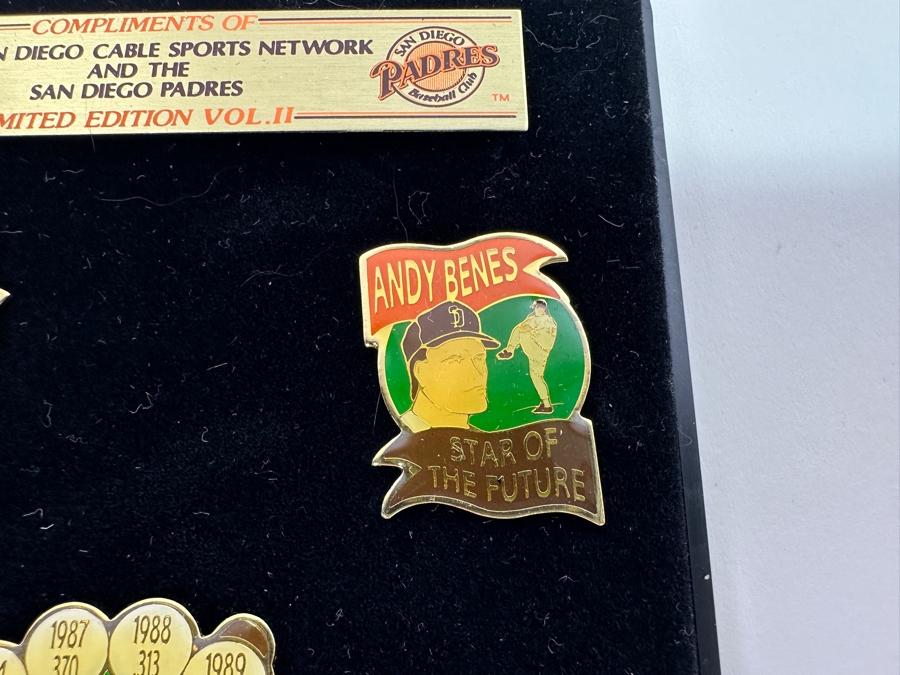 COMPLIMENTS OF
N DIEGO CABLE SPORTS NETWORK
AND THE
SAN DIEGO PADRES
MITED EDITION VOL.II
SAN DIEGO
PADRES
Baseball Club
TM
ANDY BENES
SD
STAR OF
THE FUTURE
1987
370
1988
.313
1989